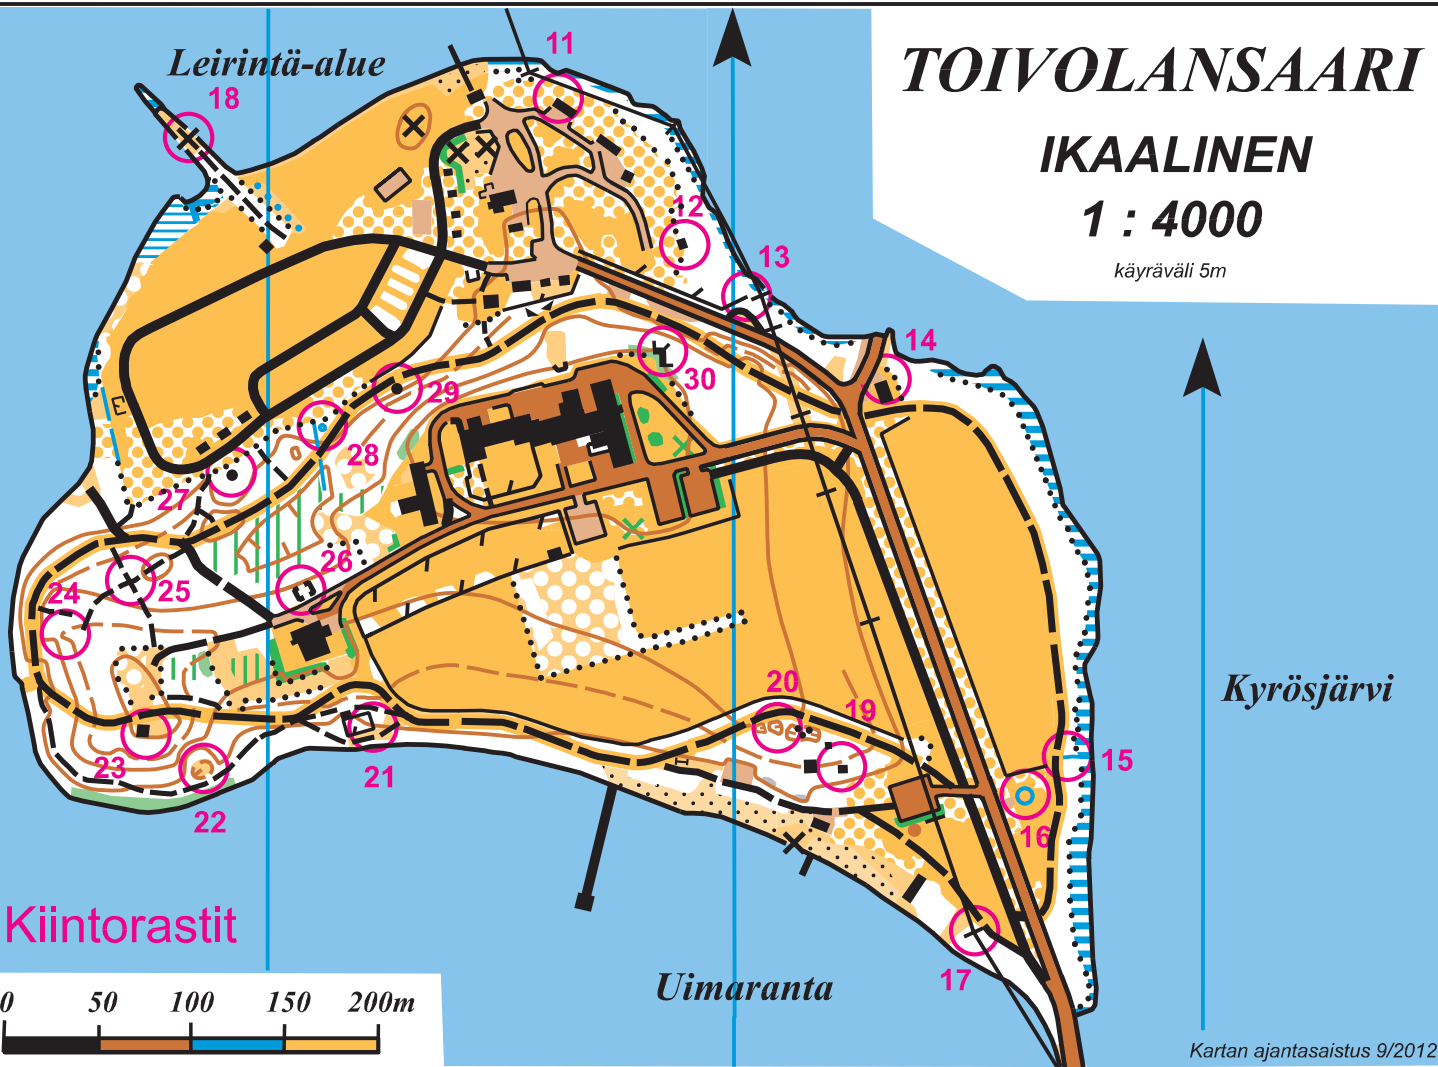 TOIVOLANSAARI
IKAALINEN
1 : 4000
käyräväli 5m
Leirintä-alue
11
18
12
13
14
30
29
28
27
26
25
24
20
19
15
23
21
22
16
17
Kyrösjärvi
Kiintorastit
Uimaranta
0 50 100 150 200m
Kartan ajantasaistus 9/2012